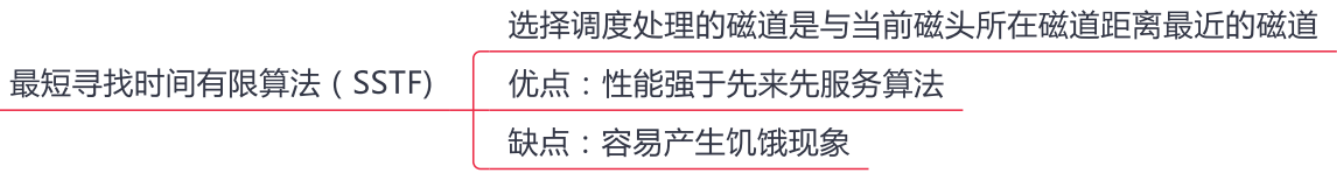 选择调度处理的磁道是与当前磁头所在磁道距离最近的磁道
最短寻找时间有限算法（SSTF)
优点：性能强于先来先服务算法
缺点：容易产生饥饿现象